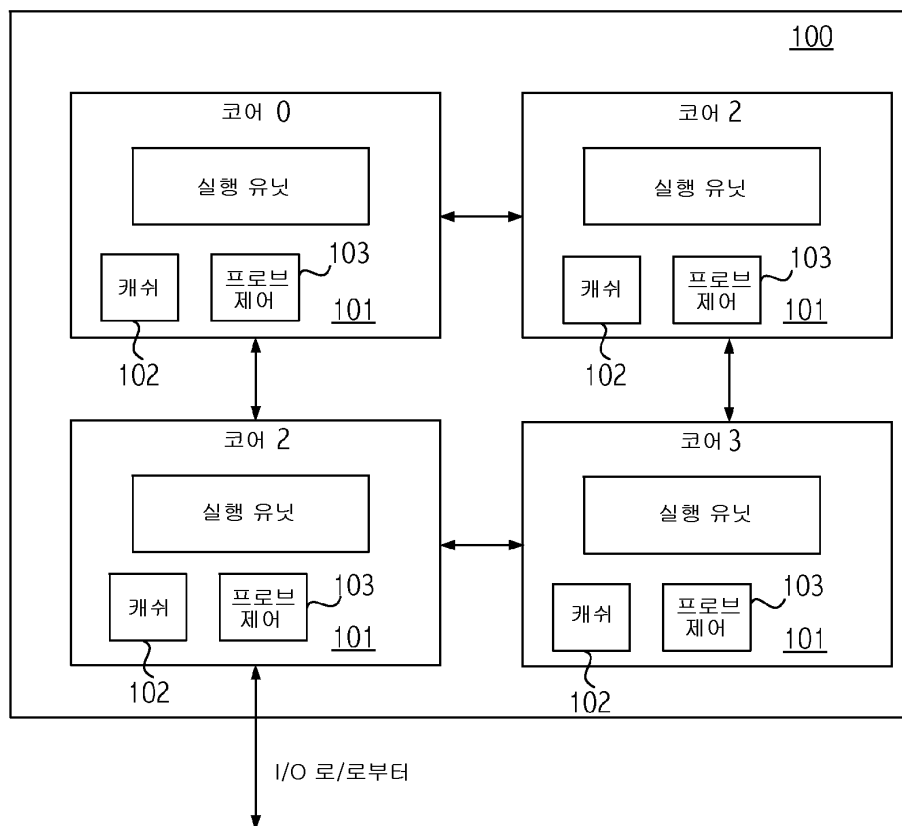 100
코어 0
실행 유닛
캐쉬
프로브
제어
103
101
102
코어 2
실행 유닛
캐쉬
프로브
제어
103
101
102
코어 2
실행 유닛
캐쉬
프로브
제어
103
101
102
코어 3
실행 유닛
캐쉬
프로브
제어
103
101
102
I/O 로/로부터